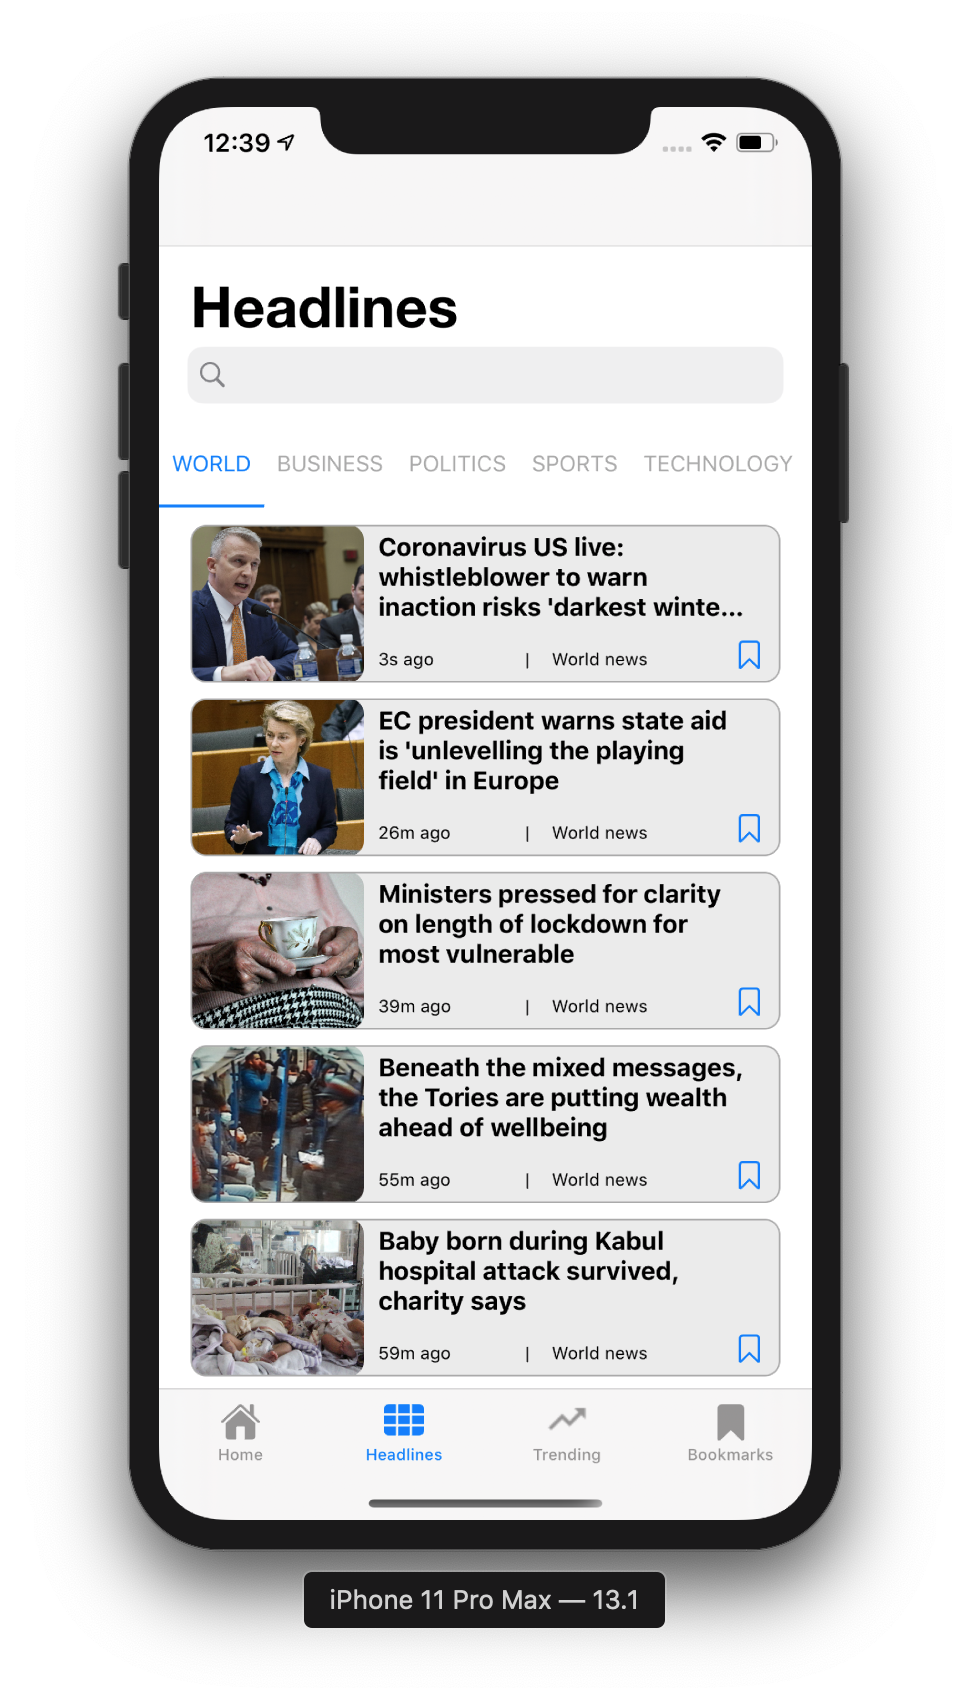 12:39
Headlines
WORLD BUSINESS POLITICS SPORTS TECHNOLOGY
Coronavirus US live:
whistleblower to warn
inaction risks 'darkest winte...
3s ago | World news
EC president warns state aid
is 'unlevelling the playing
field' in Europe
26m ago | World news
Ministers pressed for clarity
on length of lockdown for
most vulnerable
39m ago | World news
Beneath the mixed messages,
the Tories are putting wealth
ahead of wellbeing
55m ago | World news
Baby born during Kabul
hospital attack survived,
charity says
59m ago | World news
Home Headlines Trending Bookmarks
iPhone 11 Pro Max — 13.1